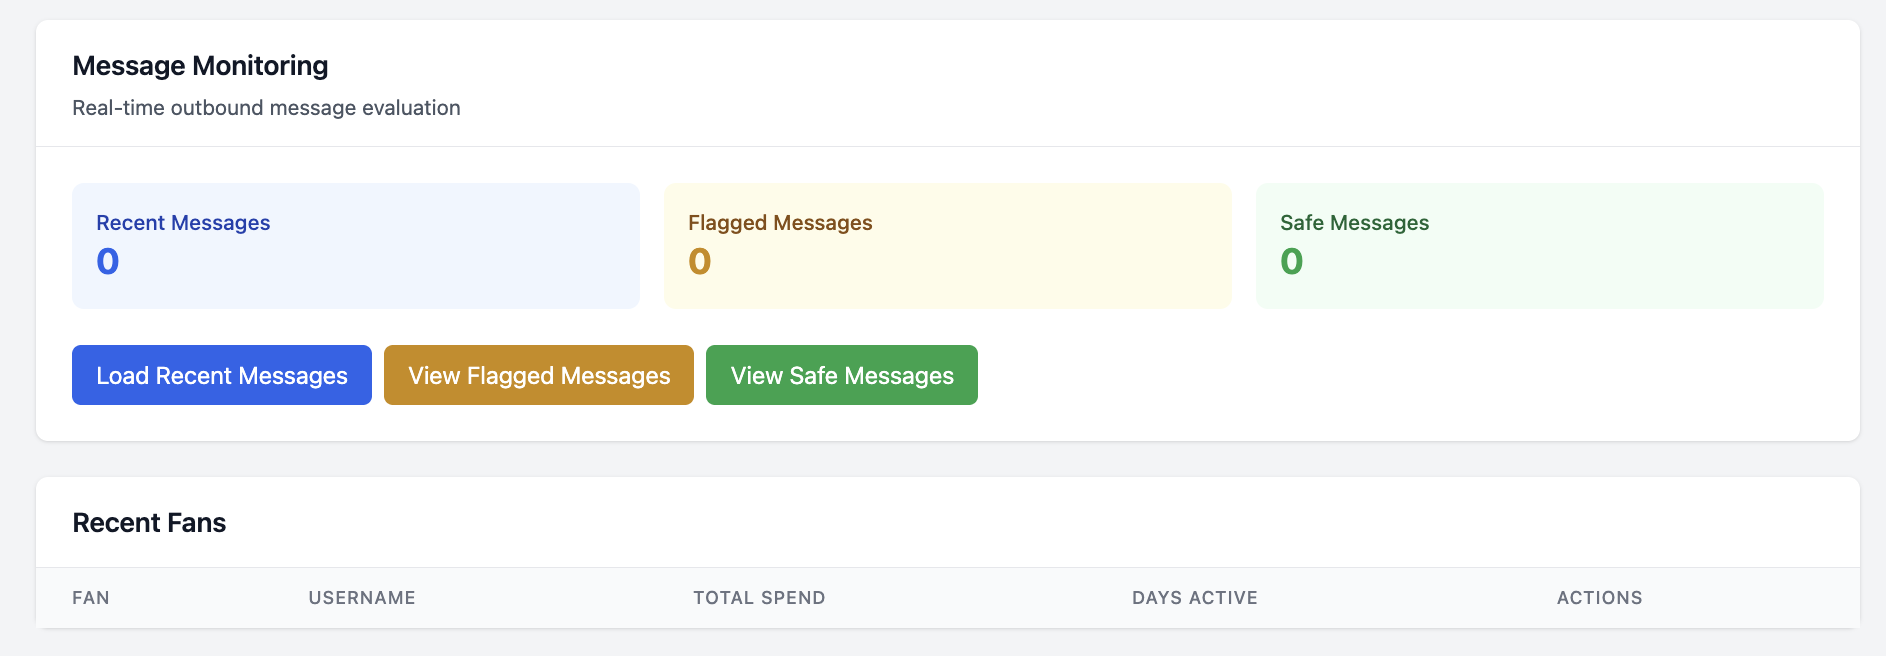 Message Monitoring
Real-time outbound message evaluation
Recent Messages
0
Flagged Messages
0
Safe Messages
0
Load Recent Messages
View Flagged Messages
View Safe Messages
Recent Fans
FAN USERNAME TOTAL SPEND DAYS ACTIVE ACTIONS